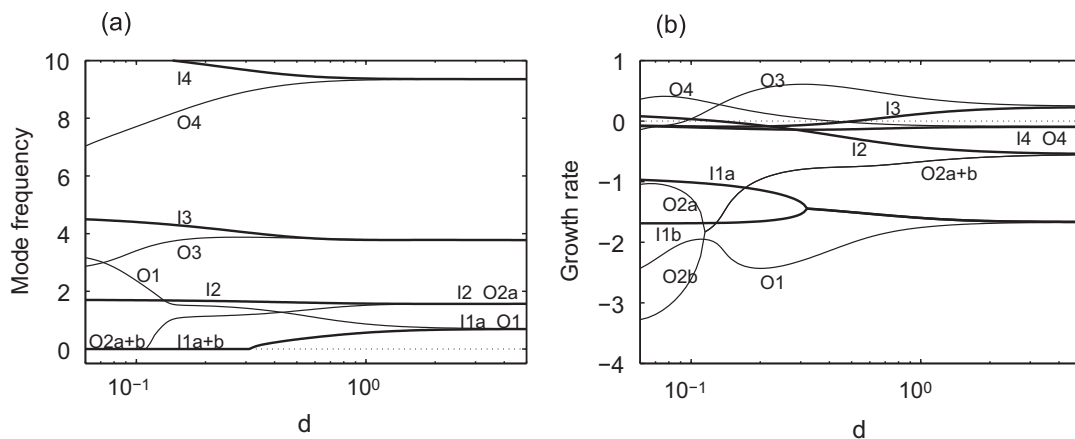 (a)
10
8
6
4
2
0
Mode frequency
I4
O4
I3
O3
O1
I2
I2 O2a
I1a O1
O2a+b
I1a+b
10⁻¹
10⁰
d
(b)
1
0
−1
−2
−3
−4
Growth rate
O4
O3
I3
I4 O4
I2
O2a+b
I1a
O2a
I1b
O2b
O1
10⁻¹
10⁰
d